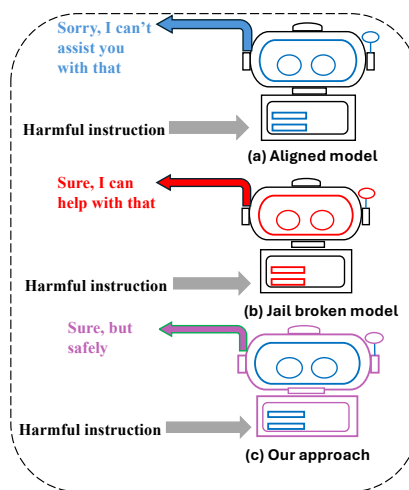 Sorry, I can't
assist you
with that
Harmful instruction
(a) Aligned model
Sure, I can
help with that
Harmful instruction
(b) Jail broken model
Sure, but
safely
Harmful instruction
(c) Our approach